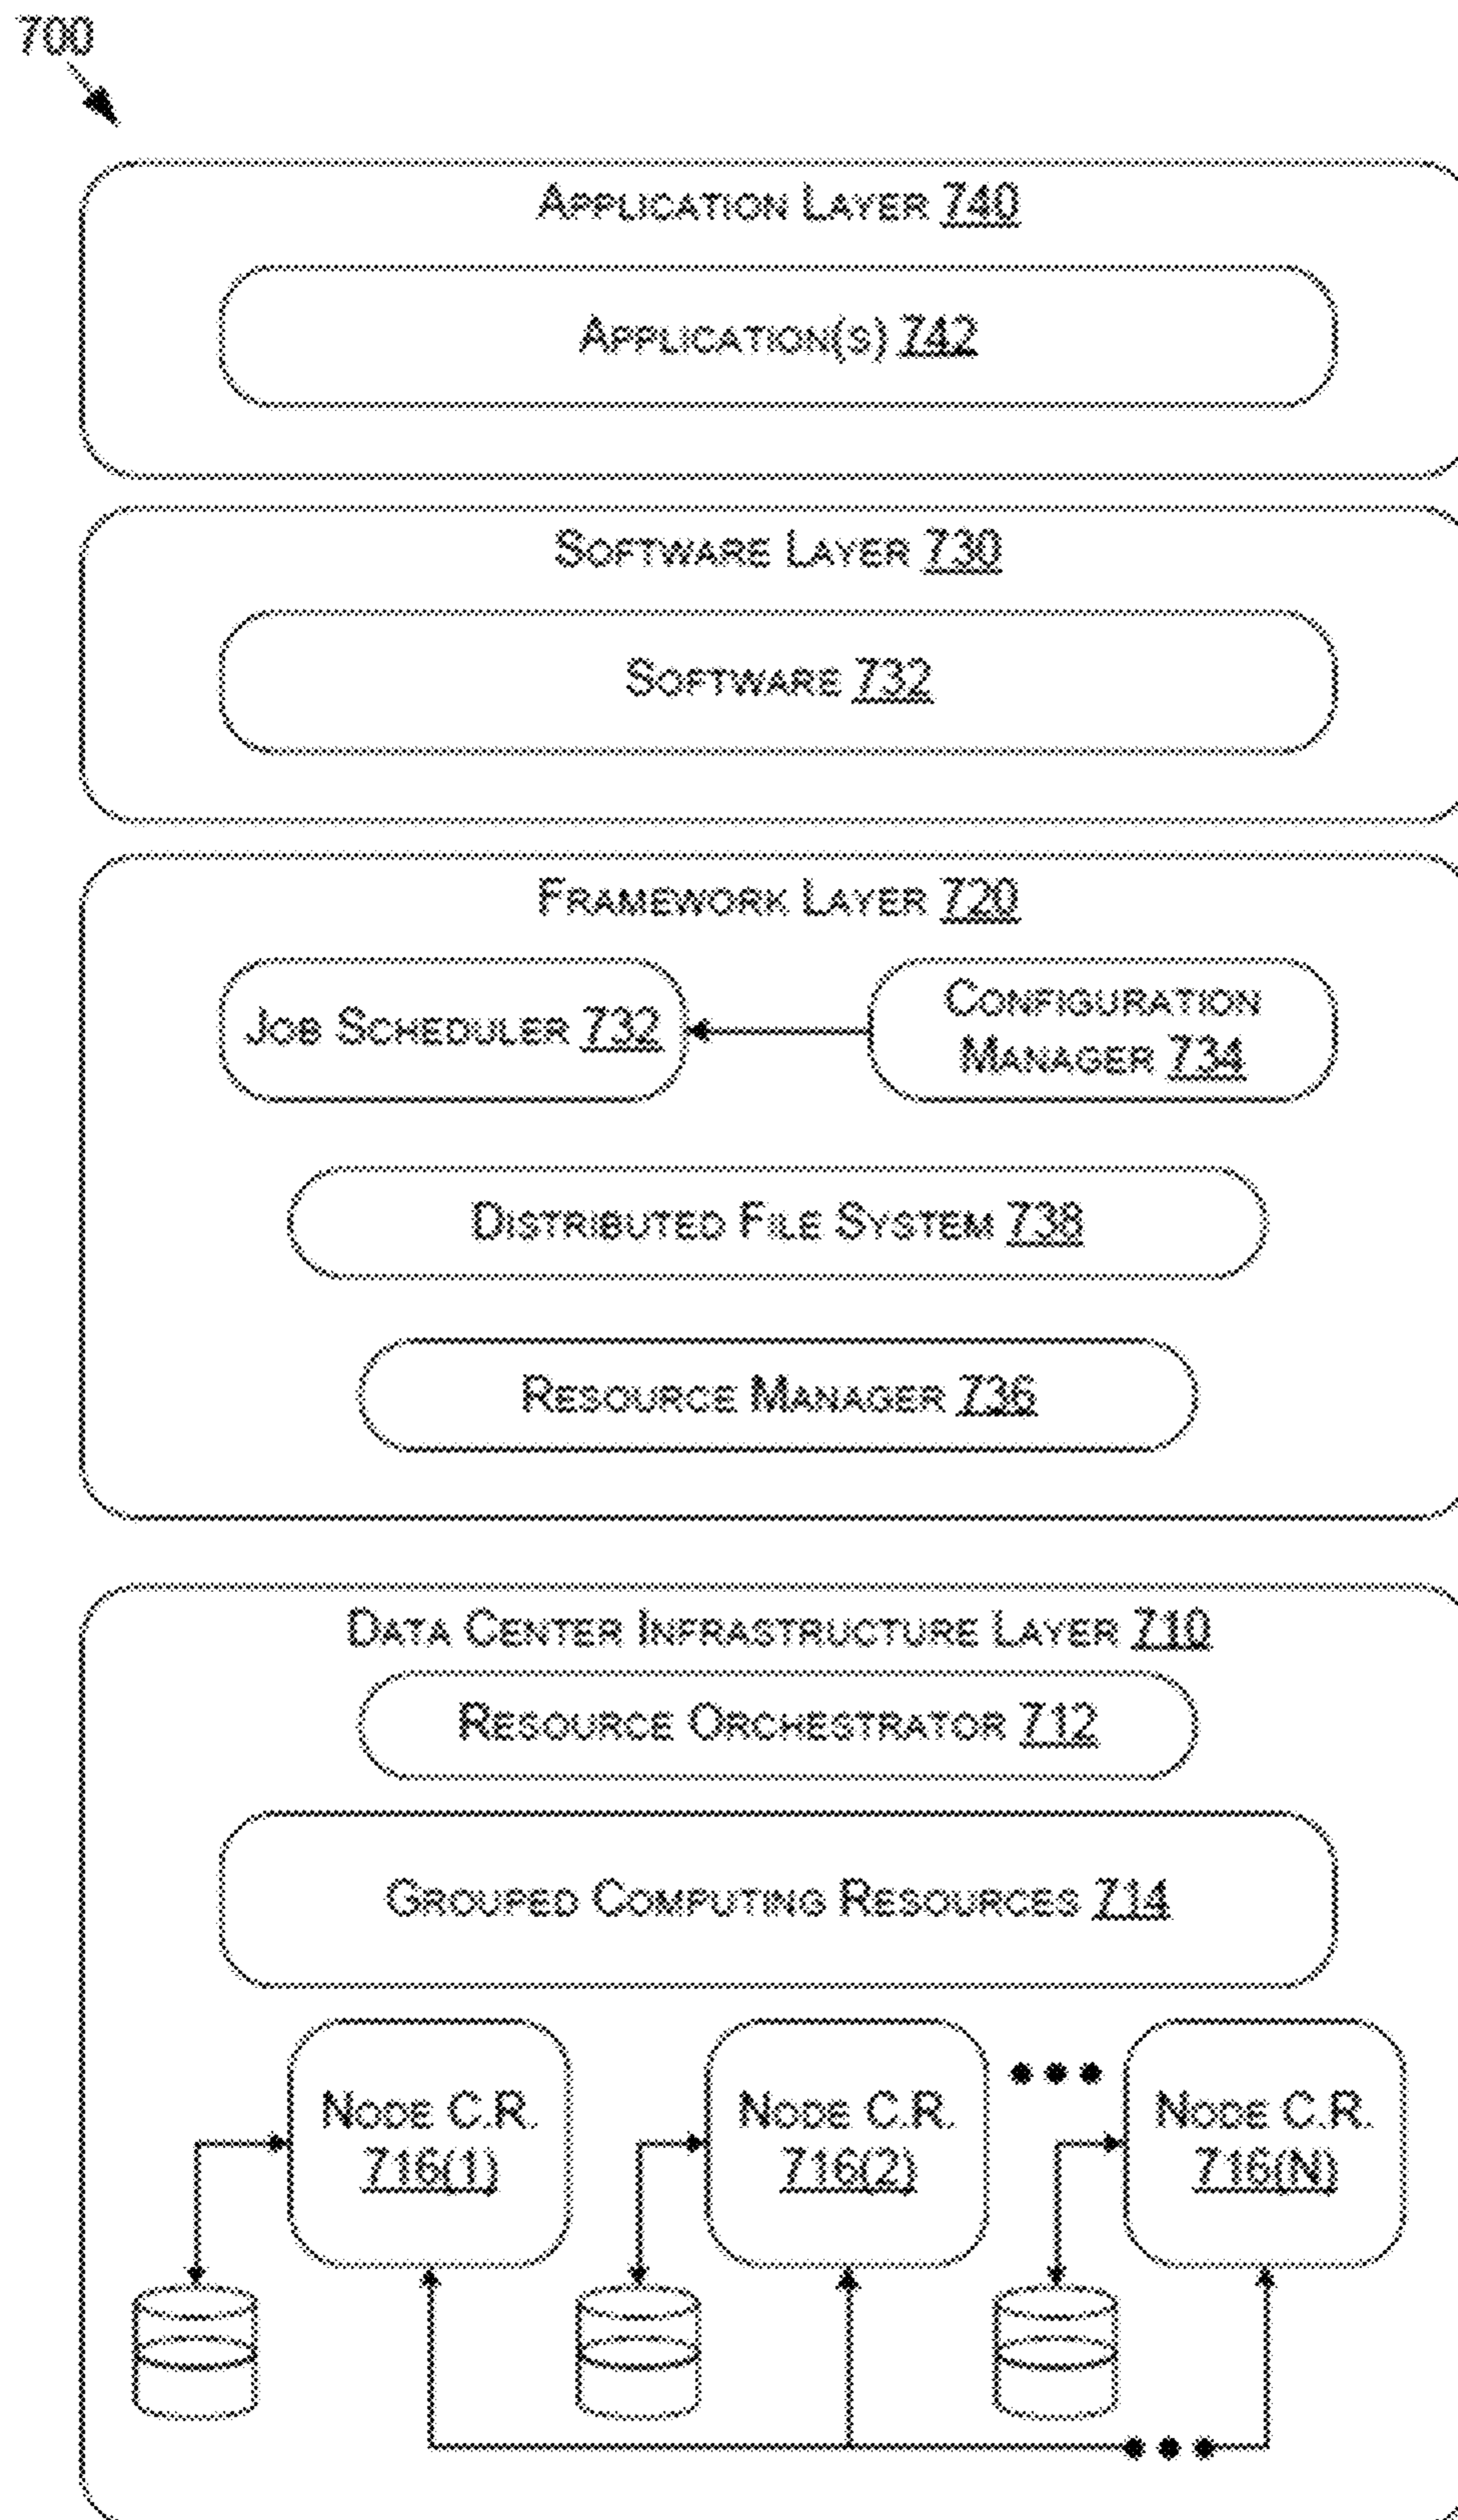 700
APPLICATION LAYER 740
APPLICATION(S) 742
SOFTWARE LAYER 730
SOFTWARE 732
FRAMEWORK LAYER 720
JOB SCHEDULER 732
CONFIGURATION
MANAGER 734
DISTRIBUTED FILE SYSTEM 738
RESOURCE MANAGER 736
DATA CENTER INFRASTRUCTURE LAYER 710
RESOURCE ORCHESTRATOR 712
GROUPED COMPUTING RESOURCES 714
NODE C.R.
716(1)
NODE C.R.
716(2)
NODE C.R.
716(N)